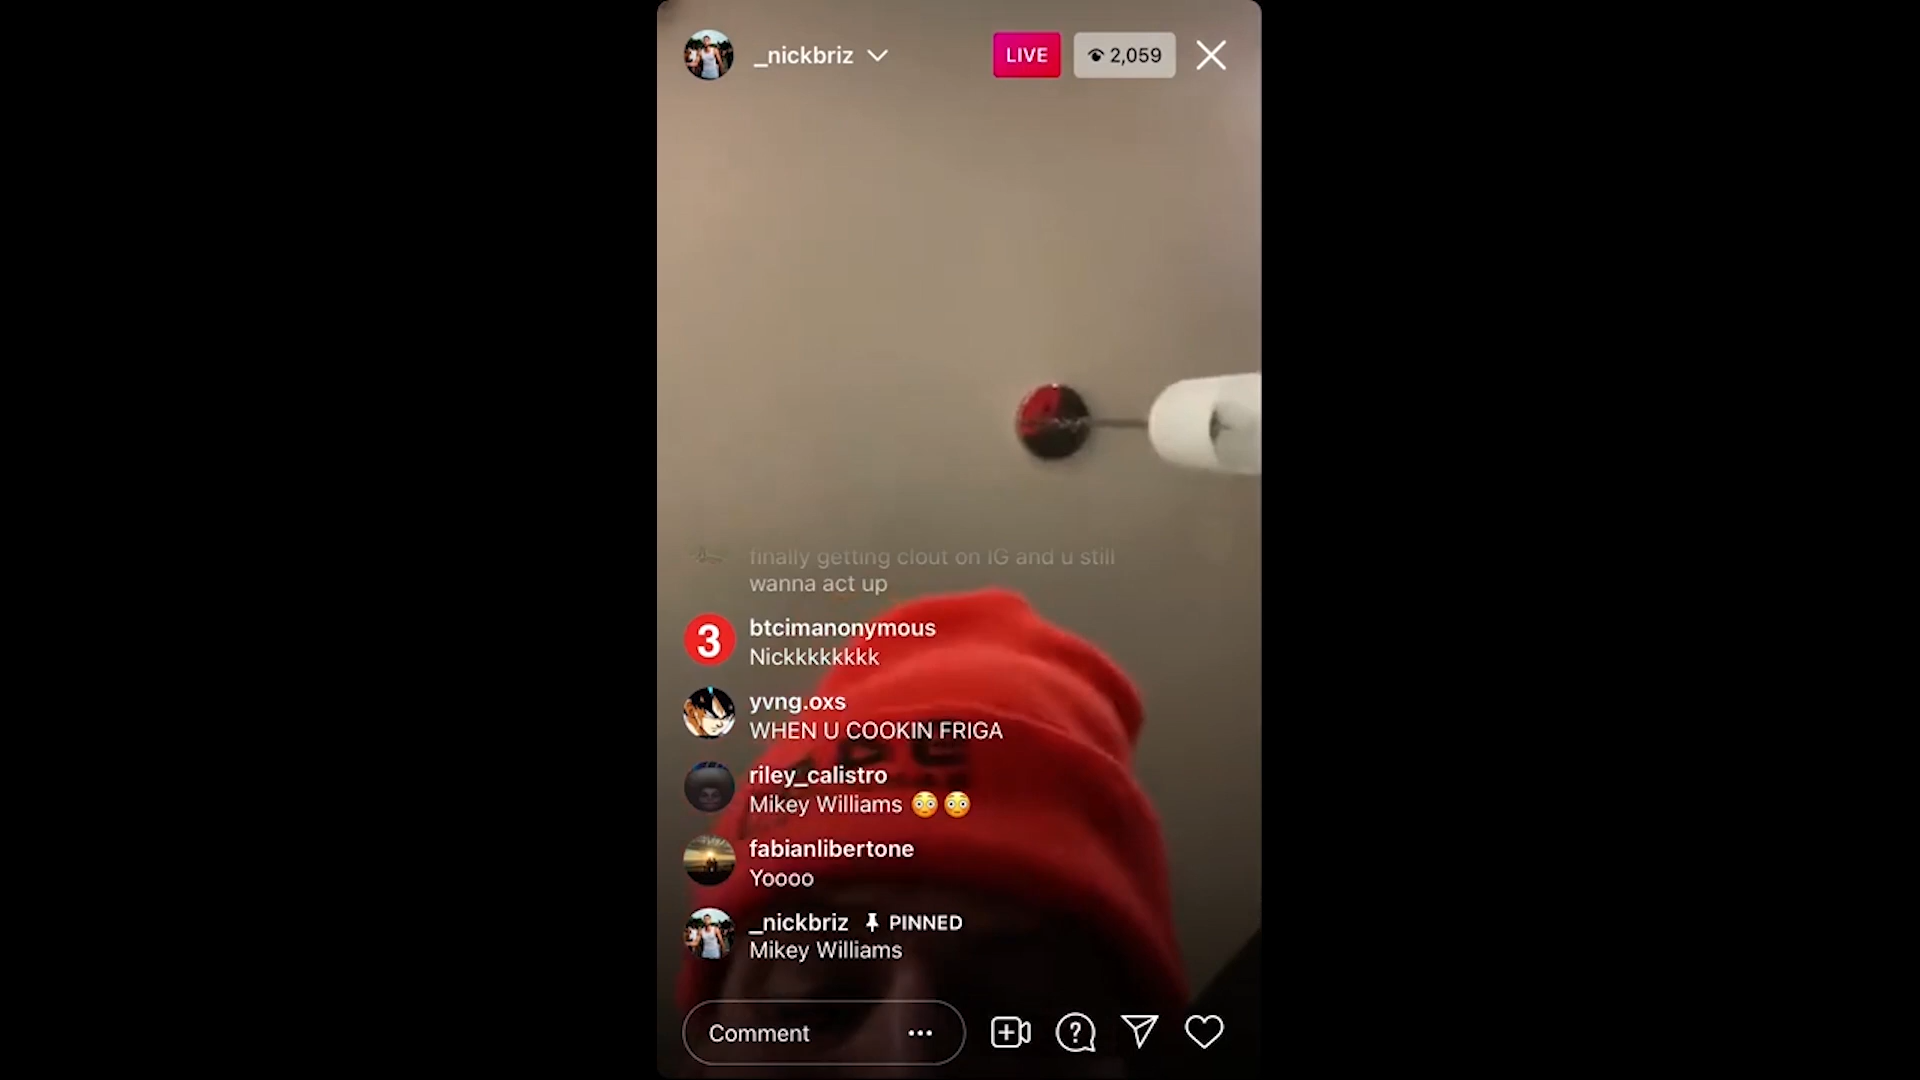 _nickbriz
LIVE
2,059
finally getting clout on IG and u still
wanna act up
3
btcimanonymous
Nickkkkkkkk
yvng.oxs
WHEN U COOKIN FRIGA
riley_calistro
Mikey Williams 😳😳
fabianlibertone
Yoooo
_nickbriz PINNED
Mikey Williams
Comment